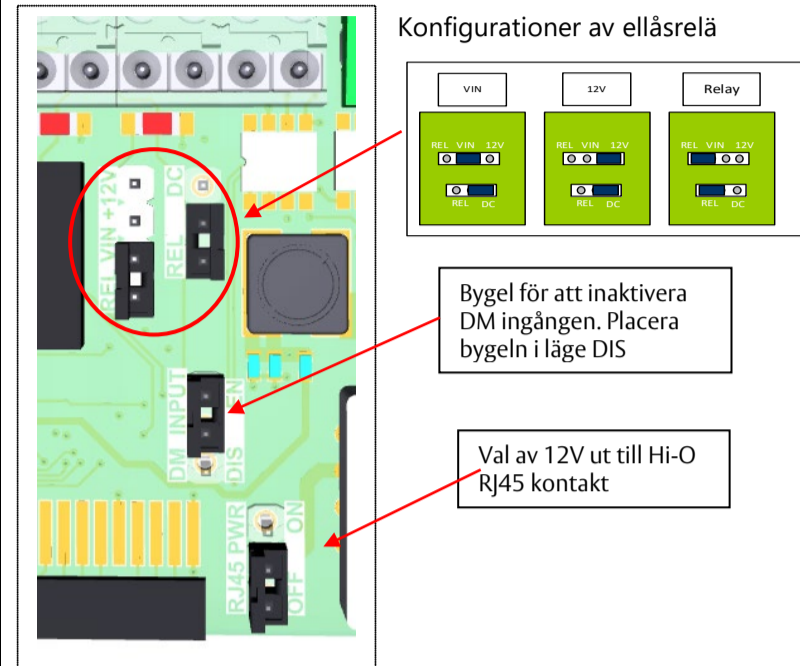 Konfigurationer av ellåsrelä
VIN
12V
Relay
REL VIN 12V
REL DC
REL VIN 12V
REL DC
REL VIN 12V
REL DC
REL VIN +12V
REL DC
Bygel för att inaktivera
DM ingången. Placera
bygeln i läge DIS
DM INPUT
DIS EN
Val av 12V ut till Hi-O
RJ45 kontakt
RJ45 PWR
OFF ON